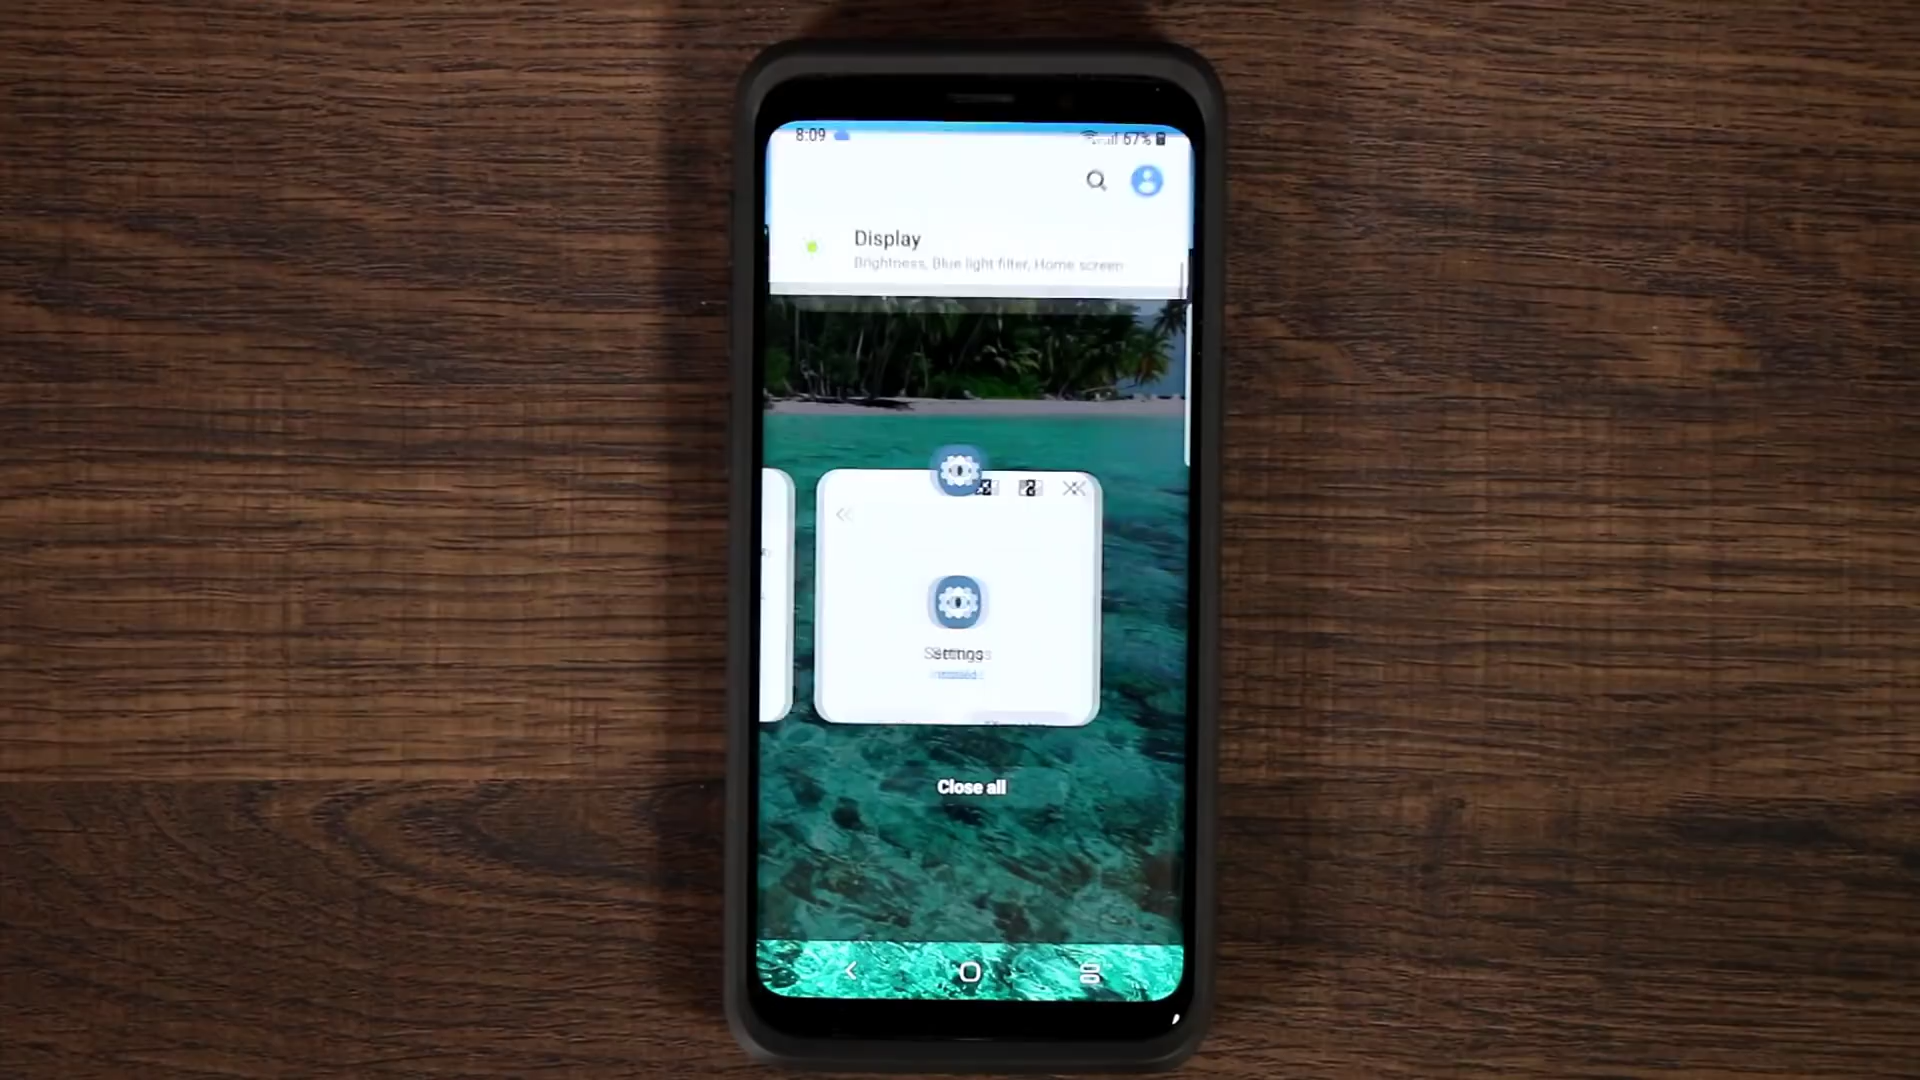 8:09
67%
Display
Brightness, Blue light filter, Home screen
Settings
Close all